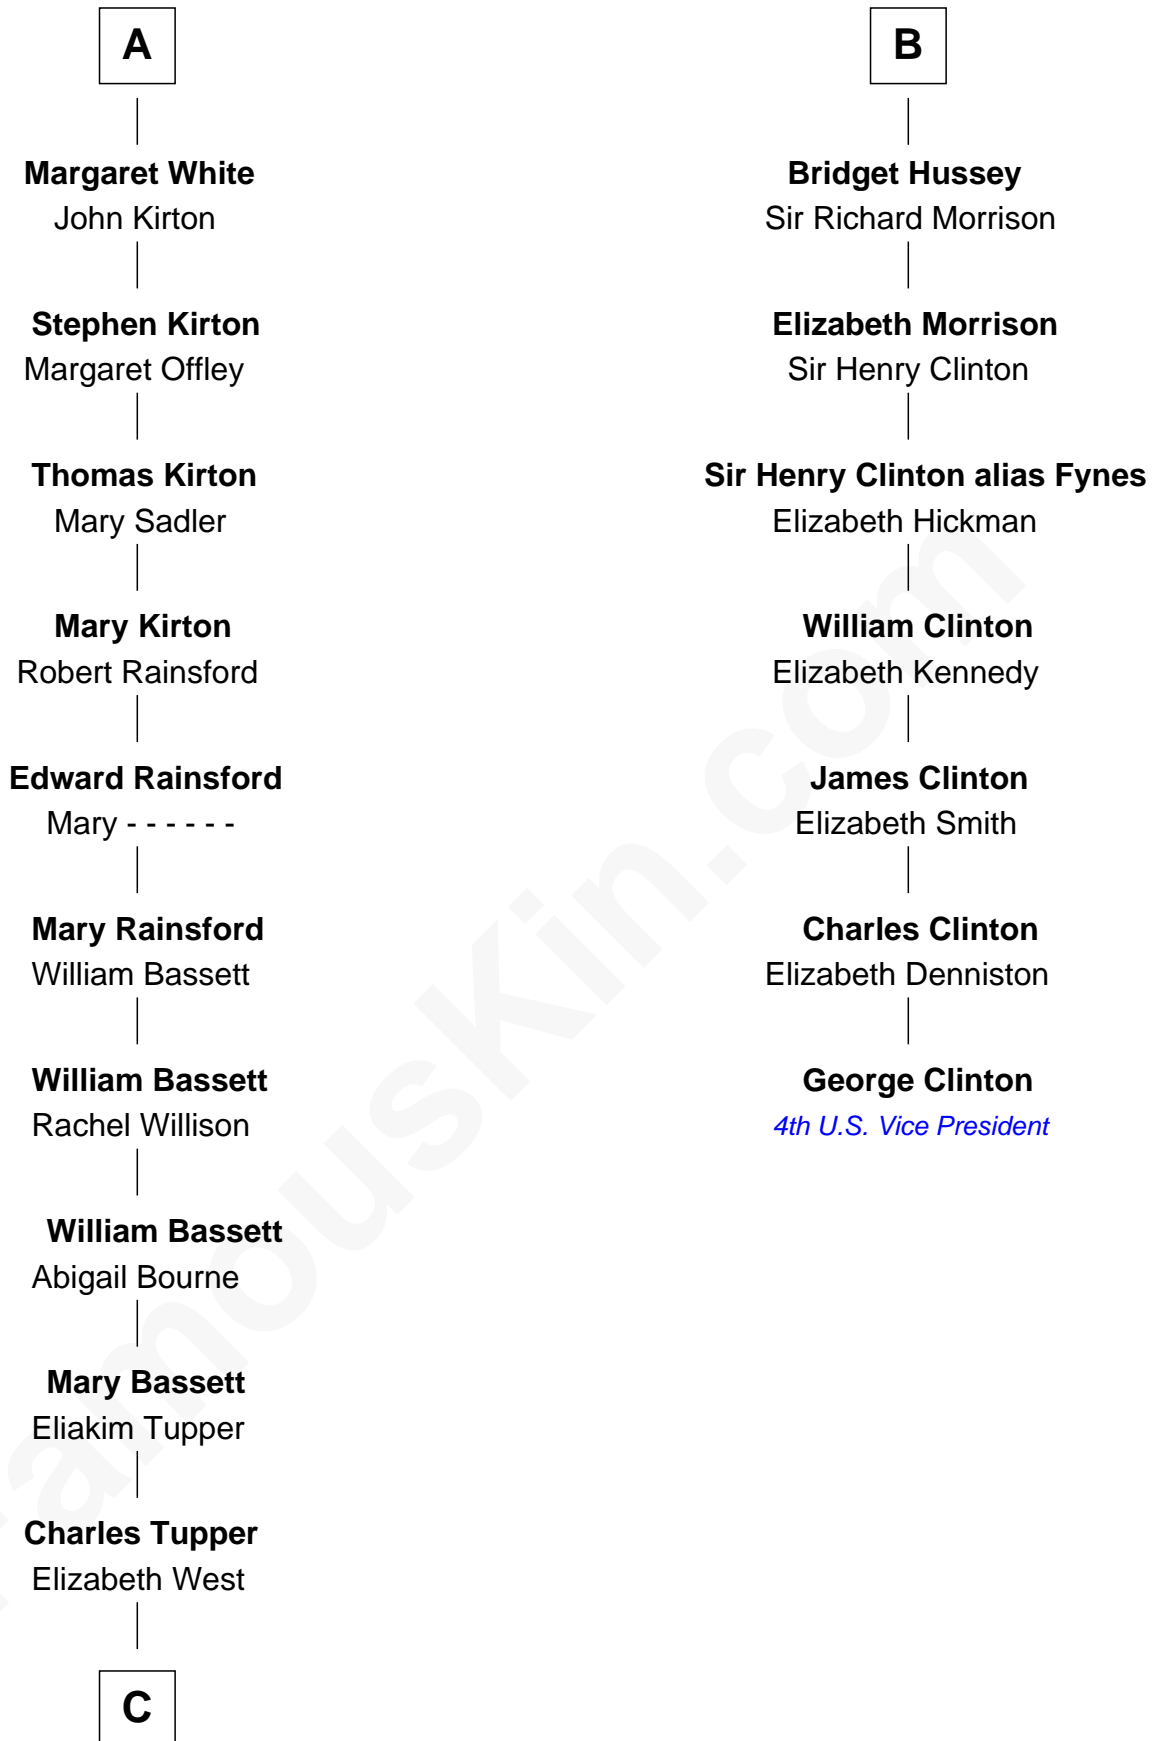 A
Margaret White
John Kirton
Stephen Kirton
Margaret Offley
Thomas Kirton
Mary Sadler
Mary Kirton
Robert Rainsford
Edward Rainsford
Mary - - - - - -
Mary Rainsford
William Bassett
William Bassett
Rachel Willison
William Bassett
Abigail Bourne
Mary Bassett
Eliakim Tupper
Charles Tupper
Elizabeth West
C
B
Bridget Hussey
Sir Richard Morrison
Elizabeth Morrison
Sir Henry Clinton
Sir Henry Clinton alias Fynes
Elizabeth Hickman
William Clinton
Elizabeth Kennedy
James Clinton
Elizabeth Smith
Charles Clinton
Elizabeth Denniston
George Clinton
4th U.S. Vice President
FamousKin.com